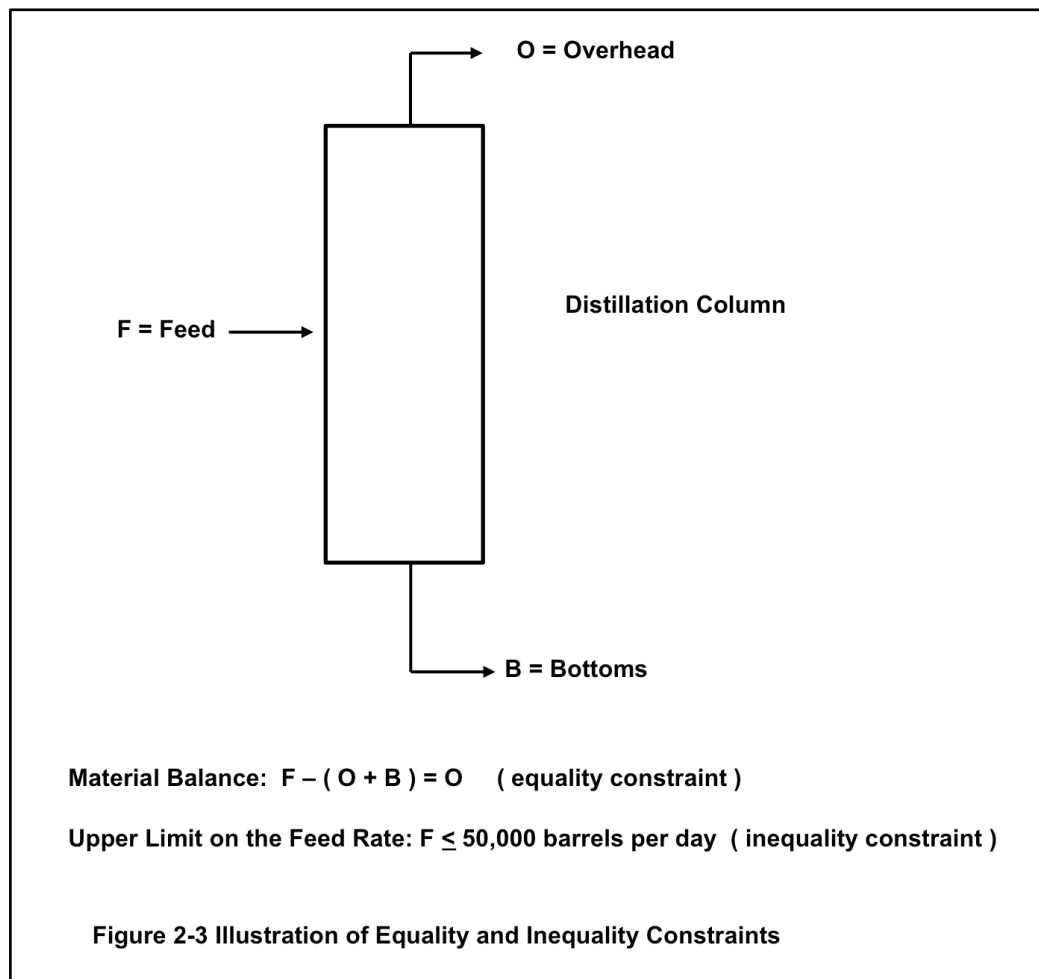 O = Overhead
Distillation Column
F = Feed
B = Bottoms
Material Balance: F – ( O + B ) = O ( equality constraint )
Upper Limit on the Feed Rate: F ≤ 50,000 barrels per day ( inequality constraint )
Figure 2-3 Illustration of Equality and Inequality Constraints